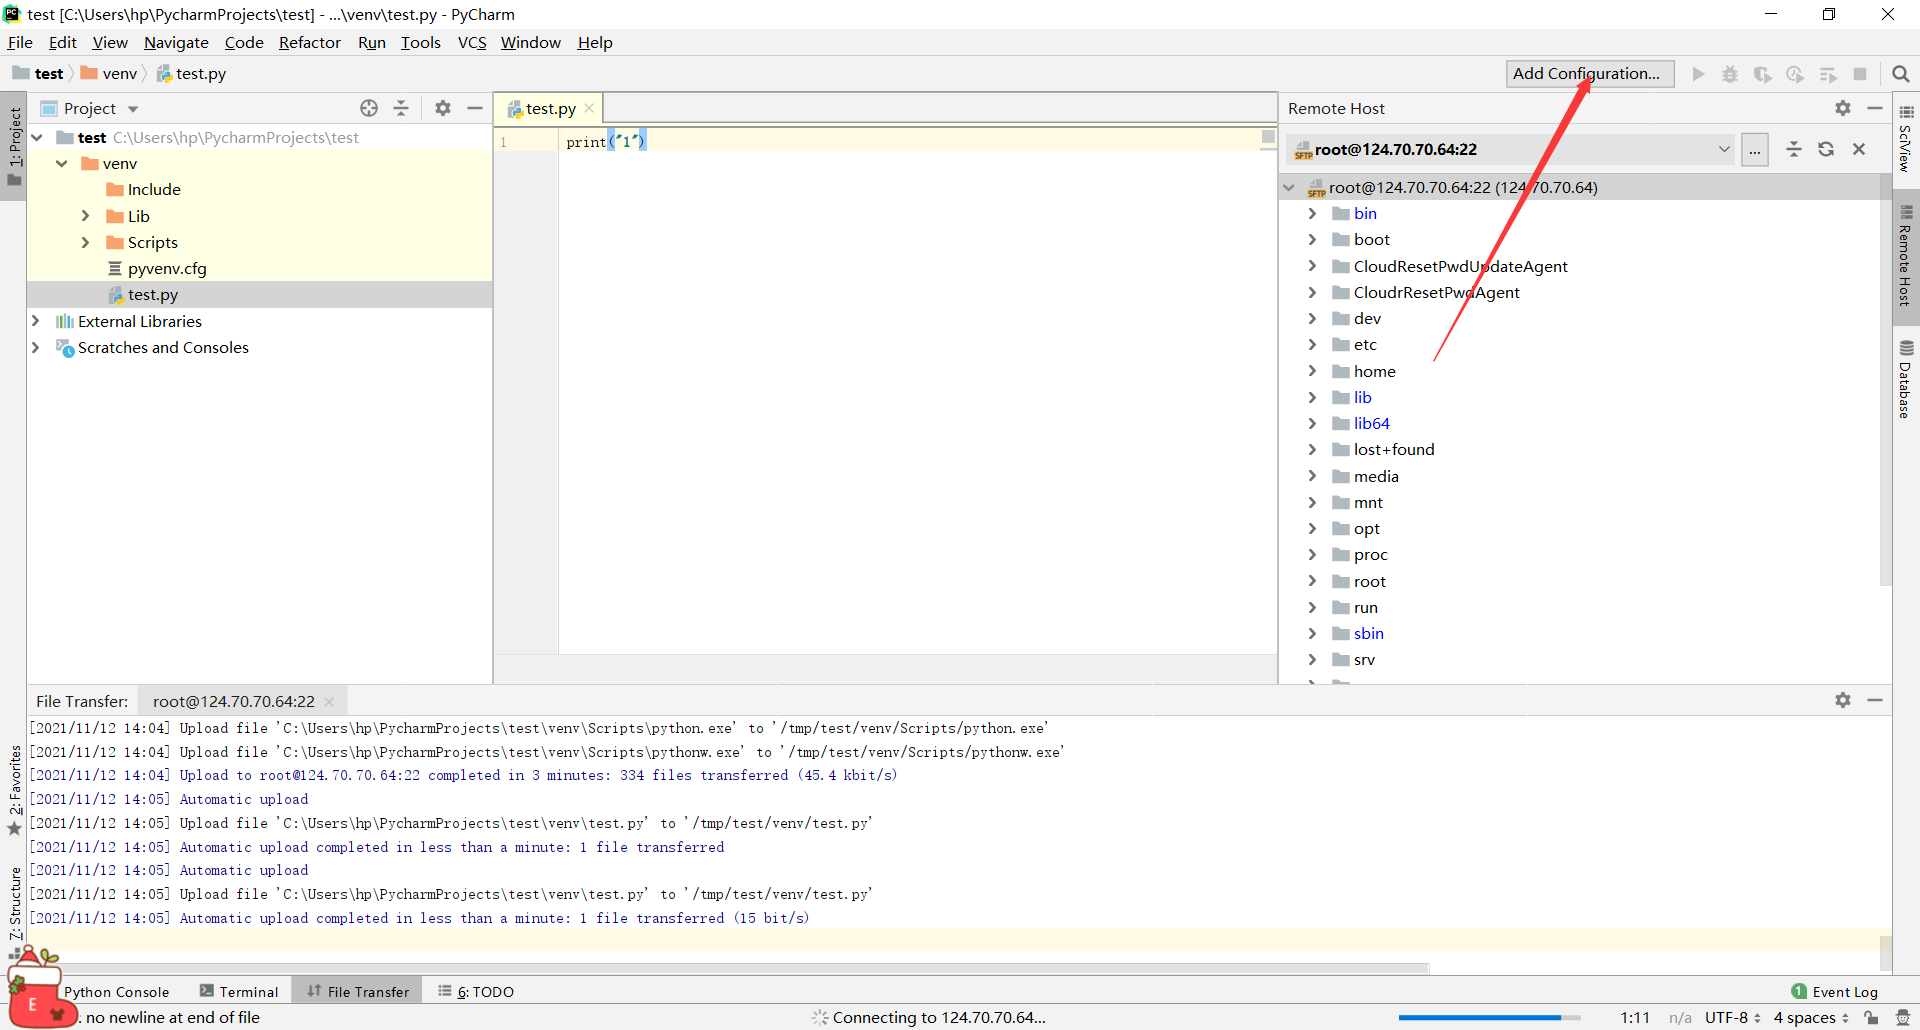 test [C:\Users\hp\PycharmProjects\test] - ...\venv\test.py - PyCharm
File Edit View Navigate Code Refactor Run Tools VCS Window Help
test venv test.py Add Configuration...
Project
test.py
Remote Host
test C:\Users\hp\PycharmProjects\test
venv
Include
Lib
Scripts
pyvenv.cfg
test.py
External Libraries
Scratches and Consoles
1 print("1")
root@124.70.70.64:22 ...
root@124.70.70.64:22 (124.70.70.64)
bin
boot
CloudResetPwdUpdateAgent
CloudrResetPwdAgent
dev
etc
home
lib
lib64
lost+found
media
mnt
opt
proc
root
run
sbin
srv
1: Project
2: Favorites
7: Structure
SciView
Remote Host
Database
File Transfer: root@124.70.70.64:22
[2021/11/12 14:04] Upload file 'C:\Users\hp\PycharmProjects\test\venv\Scripts\python.exe' to '/tmp/test/venv/Scripts/python.exe'
[2021/11/12 14:04] Upload file 'C:\Users\hp\PycharmProjects\test\venv\Scripts\pythonw.exe' to '/tmp/test/venv/Scripts/pythonw.exe'
[2021/11/12 14:04] Upload to root@124.70.70.64:22 completed in 3 minutes: 334 files transferred (45.4 kbit/s)
[2021/11/12 14:05] Automatic upload
[2021/11/12 14:05] Upload file 'C:\Users\hp\PycharmProjects\test\venv\test.py' to '/tmp/test/venv/test.py'
[2021/11/12 14:05] Automatic upload completed in less than a minute: 1 file transferred
[2021/11/12 14:05] Automatic upload
[2021/11/12 14:05] Upload file 'C:\Users\hp\PycharmProjects\test\venv\test.py' to '/tmp/test/venv/test.py'
[2021/11/12 14:05] Automatic upload completed in less than a minute: 1 file transferred (15 bit/s)
Python Console Terminal File Transfer 6: TODO 1 Event Log
E
: no newline at end of file Connecting to 124.70.70.64... 1:11 n/a UTF-8 4 spaces